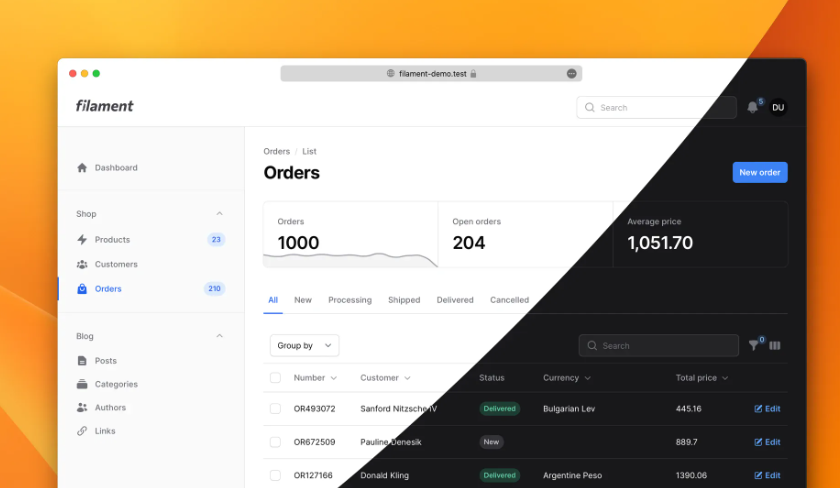 filament-demo.test
filament
Search
5
DU
Dashboard
Shop
Products 23
Customers
Orders 210
Blog
Posts
Categories
Authors
Links
Orders / List
Orders
New order
Orders
1000
Open orders
204
Average price
1,051.70
All New Processing Shipped Delivered Cancelled
Group by
Search
0
Number Customer Status Currency Total price
OR493072 Sanford Nitzsche IV Delivered Bulgarian Lev 445.16 Edit
OR672509 Pauline Denesik New 889.7 Edit
OR127166 Donald Kling Delivered Argentine Peso 1390.06 Edit